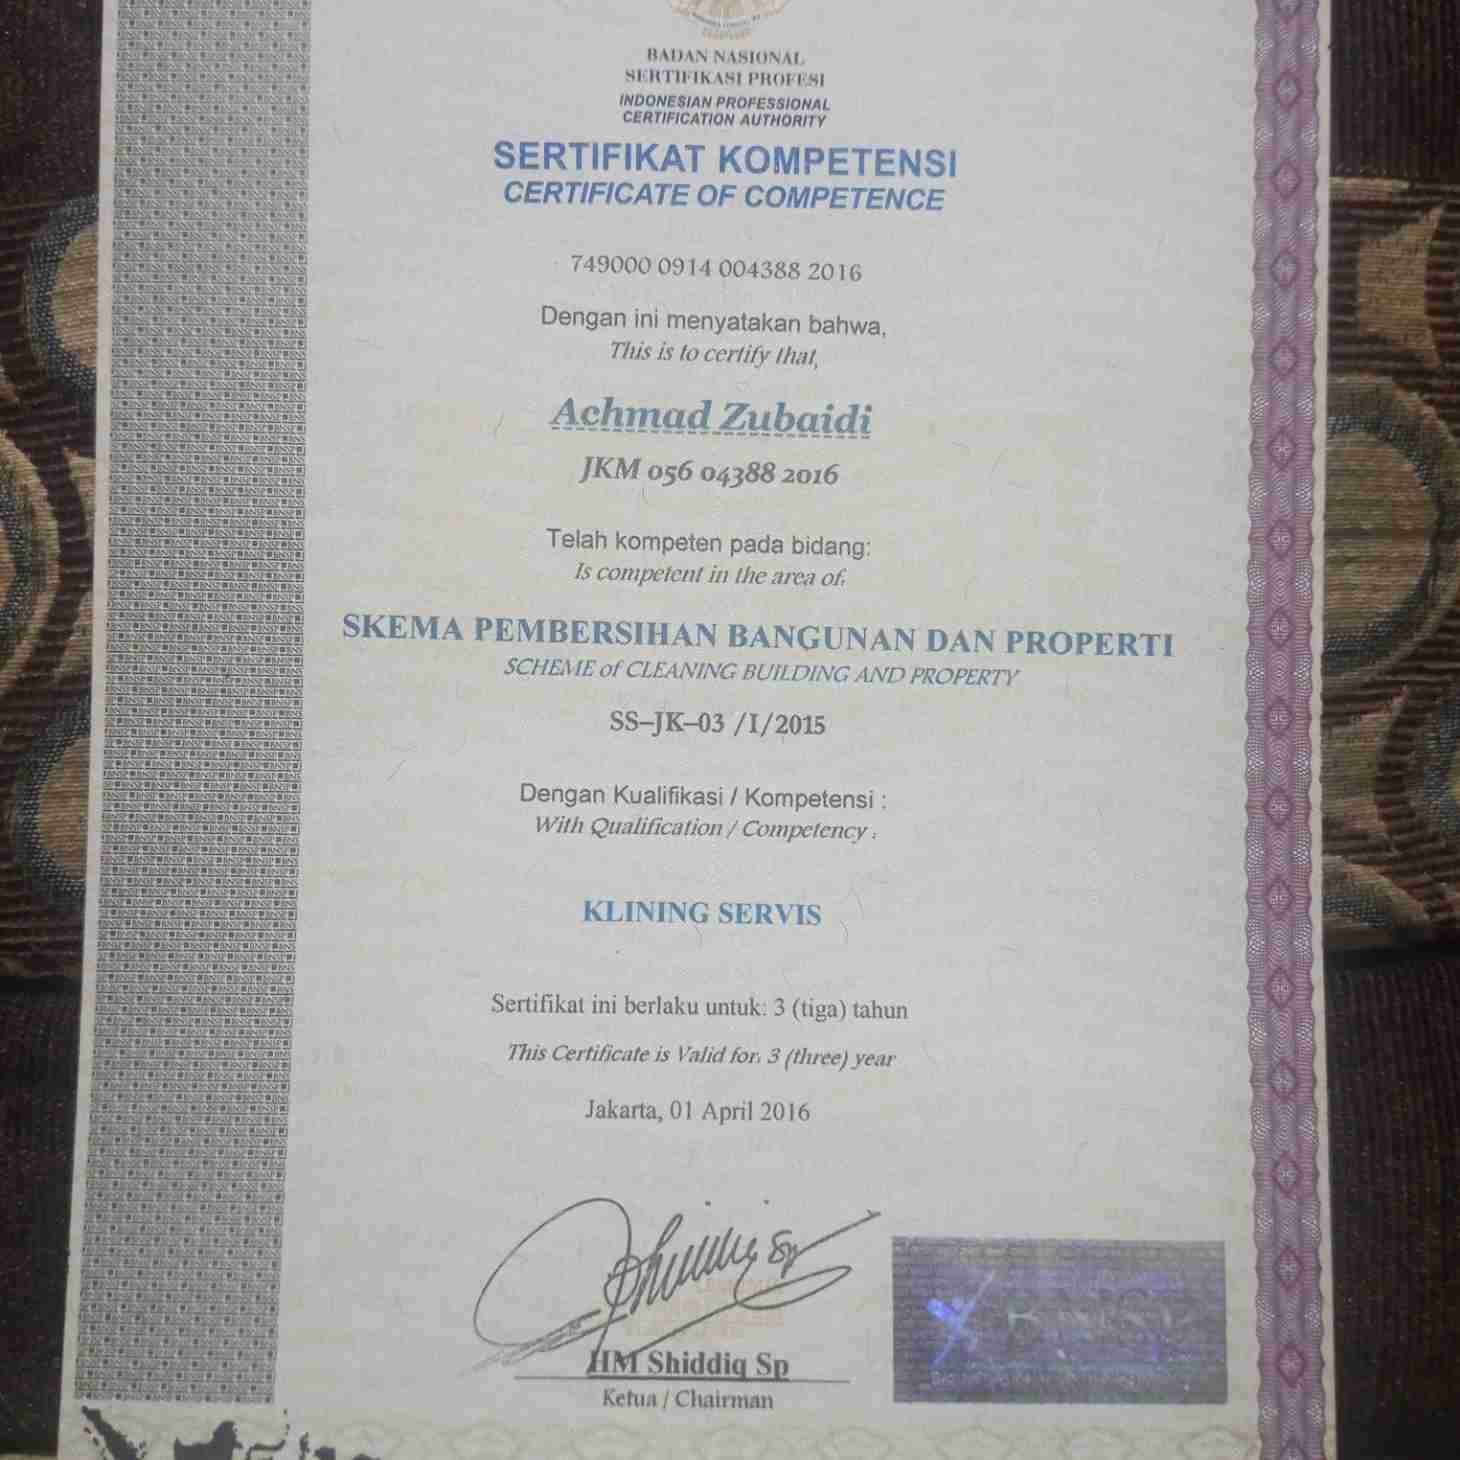 BADAN NASIONAL
SERTIFIKASI PROFESI
INDONESIAN PROFESSIONAL
CERTIFICATION AUTHORITY
SERTIFIKAT KOMPETENSI
CERTIFICATE OF COMPETENCE
749000 0914 004388 2016
Dengan ini menyatakan bahwa,
This is to certify that,
Achmad Zubaidi
JKM 056 04388 2016
Telah kompeten pada bidang:
Is competent in the area of:
SKEMA PEMBERSIHAN BANGUNAN DAN PROPERTI
SCHEME of CLEANING BUILDING AND PROPERTY
SS–JK–03 /I/2015
Dengan Kualifikasi / Kompetensi :
With Qualification / Competency :
KLINING SERVIS
Sertifikat ini berlaku untuk: 3 (tiga) tahun
This Certificate is Valid for: 3 (three) year
Jakarta, 01 April 2016
HM Shiddiq Sp
Ketua / Chairman